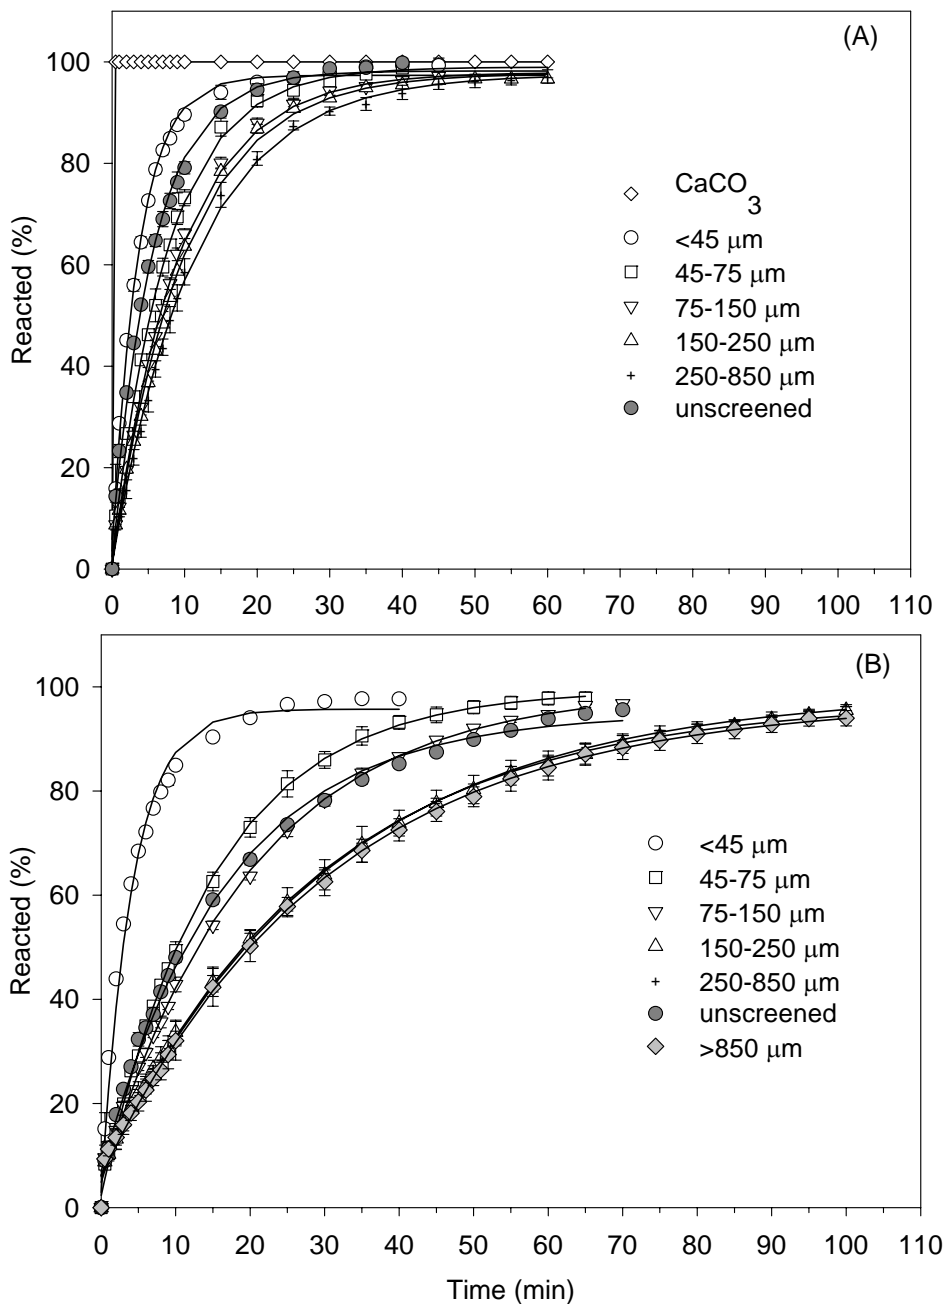 (A)
100
80
60
40
20
0
Reacted (%)
CaCO3
<45 μm
45-75 μm
75-150 μm
150-250 μm
250-850 μm
unscreened
0 10 20 30 40 50 60 70 80 90 100 110
(B)
100
80
60
40
20
0
Reacted (%)
<45 μm
45-75 μm
75-150 μm
150-250 μm
250-850 μm
unscreened
>850 μm
0 10 20 30 40 50 60 70 80 90 100 110
Time (min)